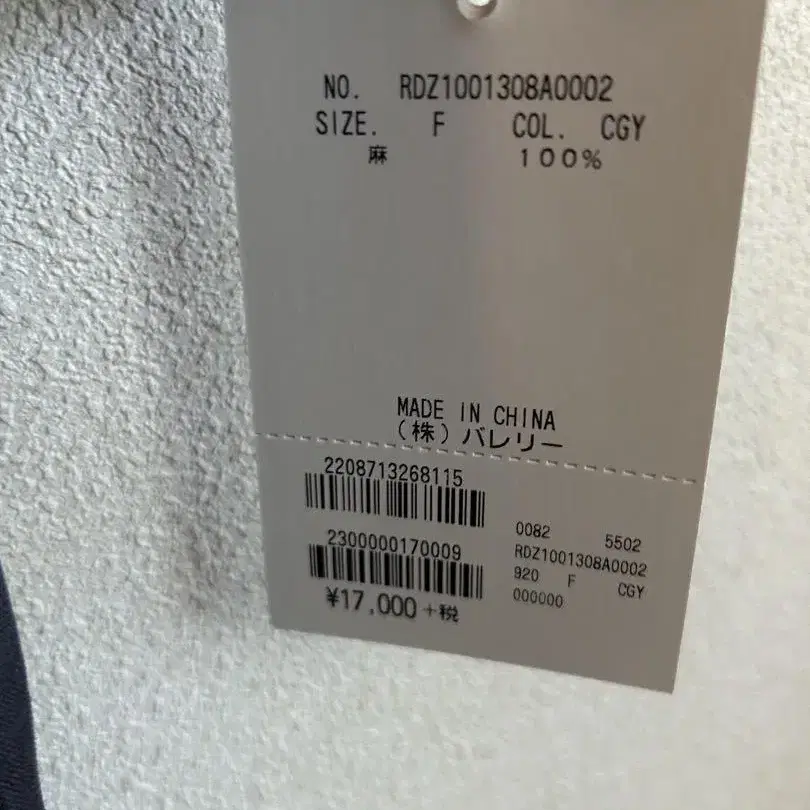 NO. RDZ1001308A0002
SIZE. F COL. CGY
麻 100%
MADE IN CHINA
(株)バレリー
2208713268115
2300000170009
¥17,000+税
0082 5502
RDZ1001308A0002
920 F CGY
000000